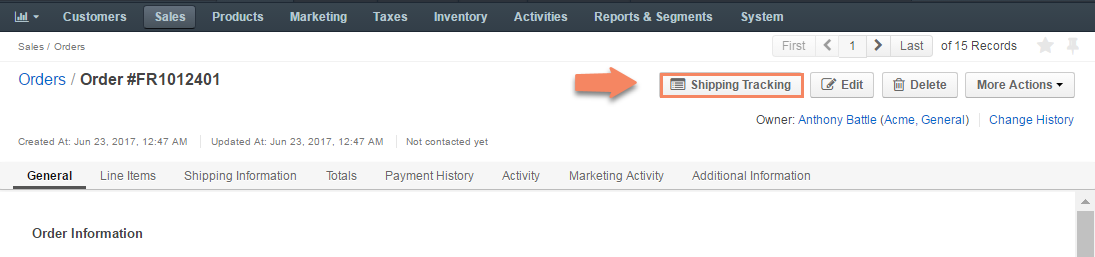 Customers Sales Products Marketing Taxes Inventory Activities Reports & Segments System
Sales / Orders First 1 Last of 15 Records
Orders / Order #FR1012401 Shipping Tracking Edit Delete More Actions
Owner: Anthony Battle (Acme, General) Change History
Created At: Jun 23, 2017, 12:47 AM Updated At: Jun 23, 2017, 12:47 AM Not contacted yet
General Line Items Shipping Information Totals Payment History Activity Marketing Activity Additional Information
Order Information